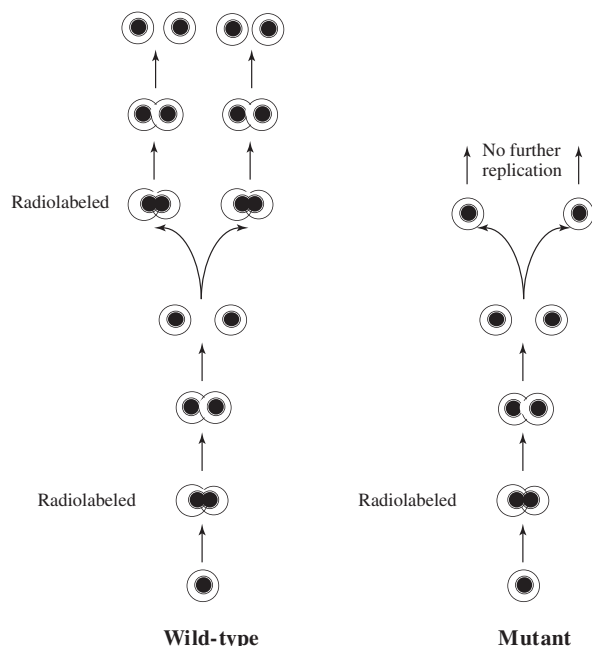 No further
replication
Radiolabeled
Radiolabeled
Radiolabeled
Wild-type
Mutant